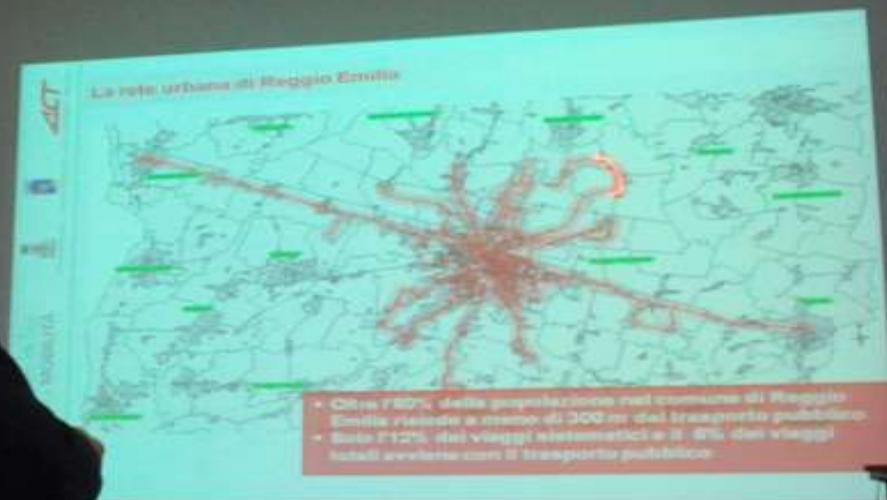 ACT
La rete urbana di Reggio Emilia
• Oltre l'80% della popolazione nel comune di Reggio
Emilia risiede a meno di 300 m dal trasporto pubblico
• Solo l'12% dei viaggi sistematici e il 8% dei viaggi
totali avviene con il trasporto pubblico